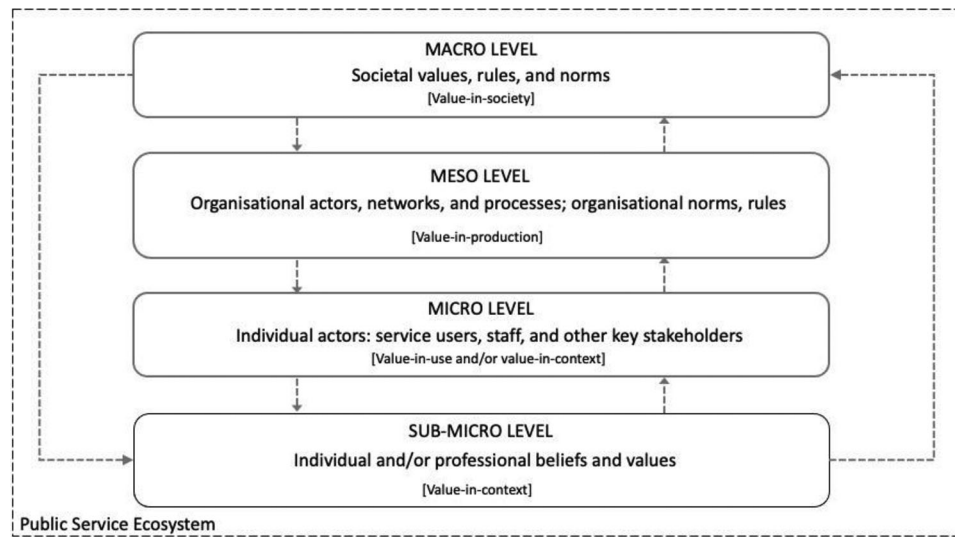 MACRO LEVEL
Societal values, rules, and norms
[Value-in-society]
MESO LEVEL
Organisational actors, networks, and processes; organisational norms, rules
[Value-in-production]
MICRO LEVEL
Individual actors: service users, staff, and other key stakeholders
[Value-in-use and/or value-in-context]
SUB-MICRO LEVEL
Individual and/or professional beliefs and values
[Value-in-context]
Public Service Ecosystem